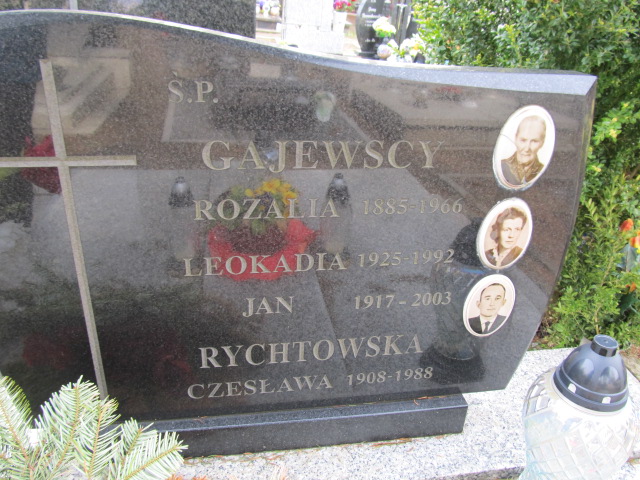 Ś.P.
GAJEWSCY
ROZALIA 1885-1966
LEOKADIA 1925-1992
JAN 1917-2003
RYCHTOWSKA
CZESŁAWA 1908-1988